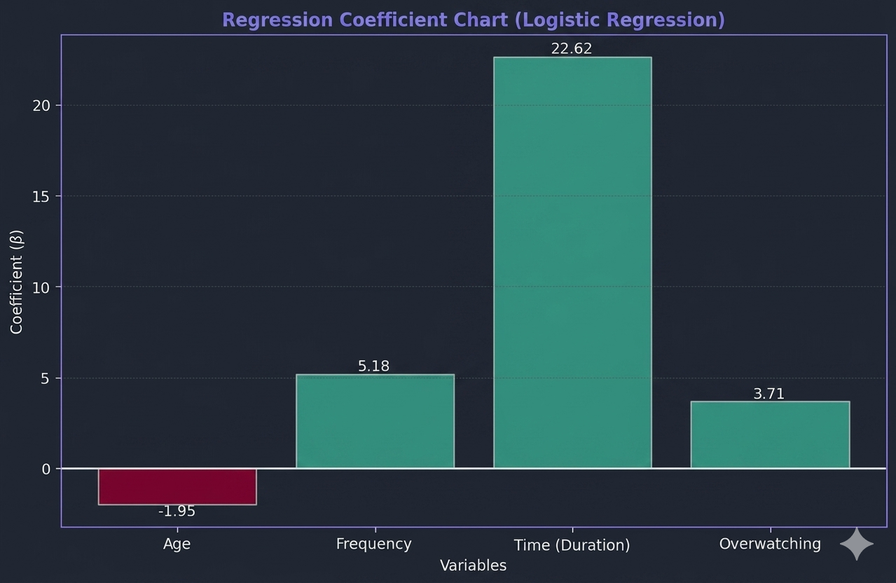 Regression Coefficient Chart (Logistic Regression)
22.62
20
15
10
5
0
Coefficient (β)
5.18
3.71
-1.95
Age
Frequency
Time (Duration)
Overwatching
Variables